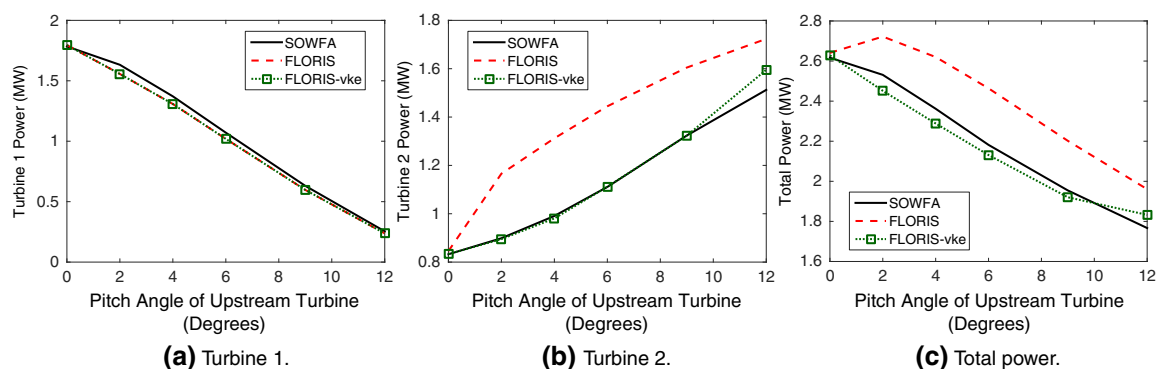 2
1.5
1
0.5
0
Turbine 1 Power (MW)
SOWFA
FLORIS
FLORIS-vke
0 2 4 6 8 10 12
Pitch Angle of Upstream Turbine
(Degrees)
(a) Turbine 1.
1.8
1.6
1.4
1.2
1
0.8
Turbine 2 Power (MW)
SOWFA
FLORIS
FLORIS-vke
0 2 4 6 8 10 12
Pitch Angle of Upstream Turbine
(Degrees)
(b) Turbine 2.
2.8
2.6
2.4
2.2
2
1.8
1.6
Total Power (MW)
SOWFA
FLORIS
FLORIS-vke
0 2 4 6 8 10 12
Pitch Angle of Upstream Turbine
(Degrees)
(c) Total power.